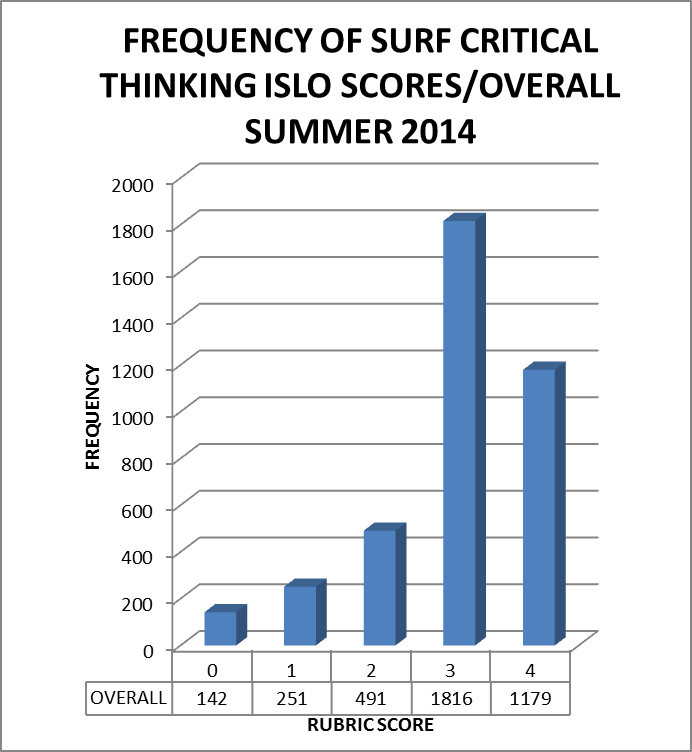 FREQUENCY OF SURF CRITICAL
THINKING ISLO SCORES/OVERALL
SUMMER 2014
2000
1800
1600
1400
1200
1000
800
600
400
200
0
FREQUENCY
0 1 2 3 4
OVERALL 142 251 491 1816 1179
RUBRIC SCORE